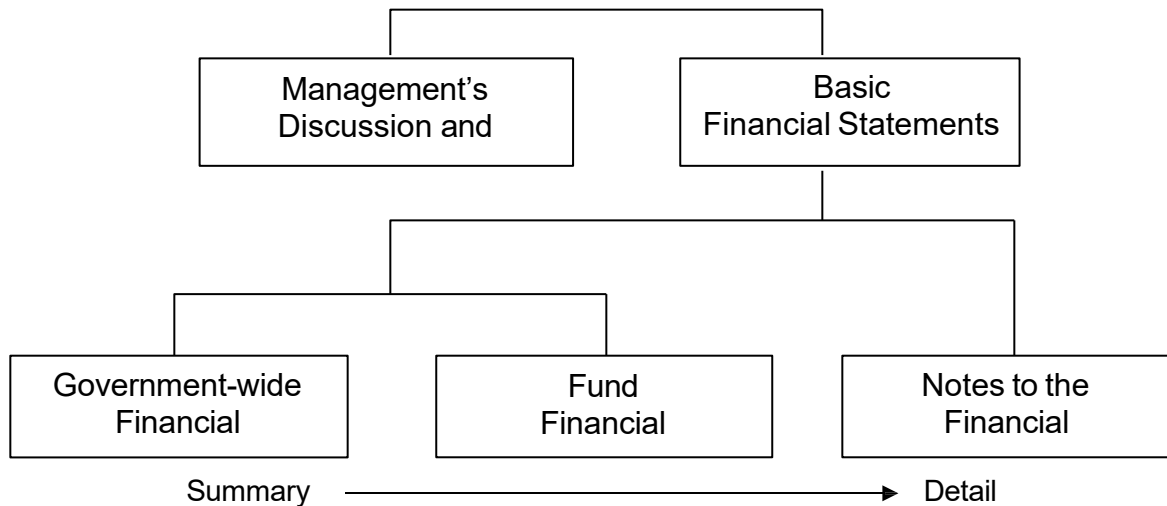 Management’s
Discussion and
Basic
Financial Statements
Government-wide
Financial
Fund
Financial
Notes to the
Financial
Summary
Detail